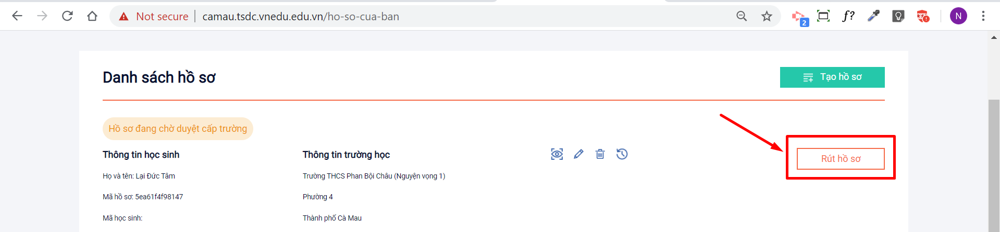 Not secure | camau.tsdc.vnedu.edu.vn/ho-so-cua-ban
f?
2
N
Danh sách hồ sơ
Tạo hồ sơ
Hồ sơ đang chờ duyệt cấp trường
Thông tin học sinh
Thông tin trường học
Rút hồ sơ
Họ và tên: Lại Đức Tâm
Trường THCS Phan Bội Châu (Nguyện vọng 1)
Mã hồ sơ: 5ea61f4f98147
Phường 4
Mã học sinh:
Thành phố Cà Mau